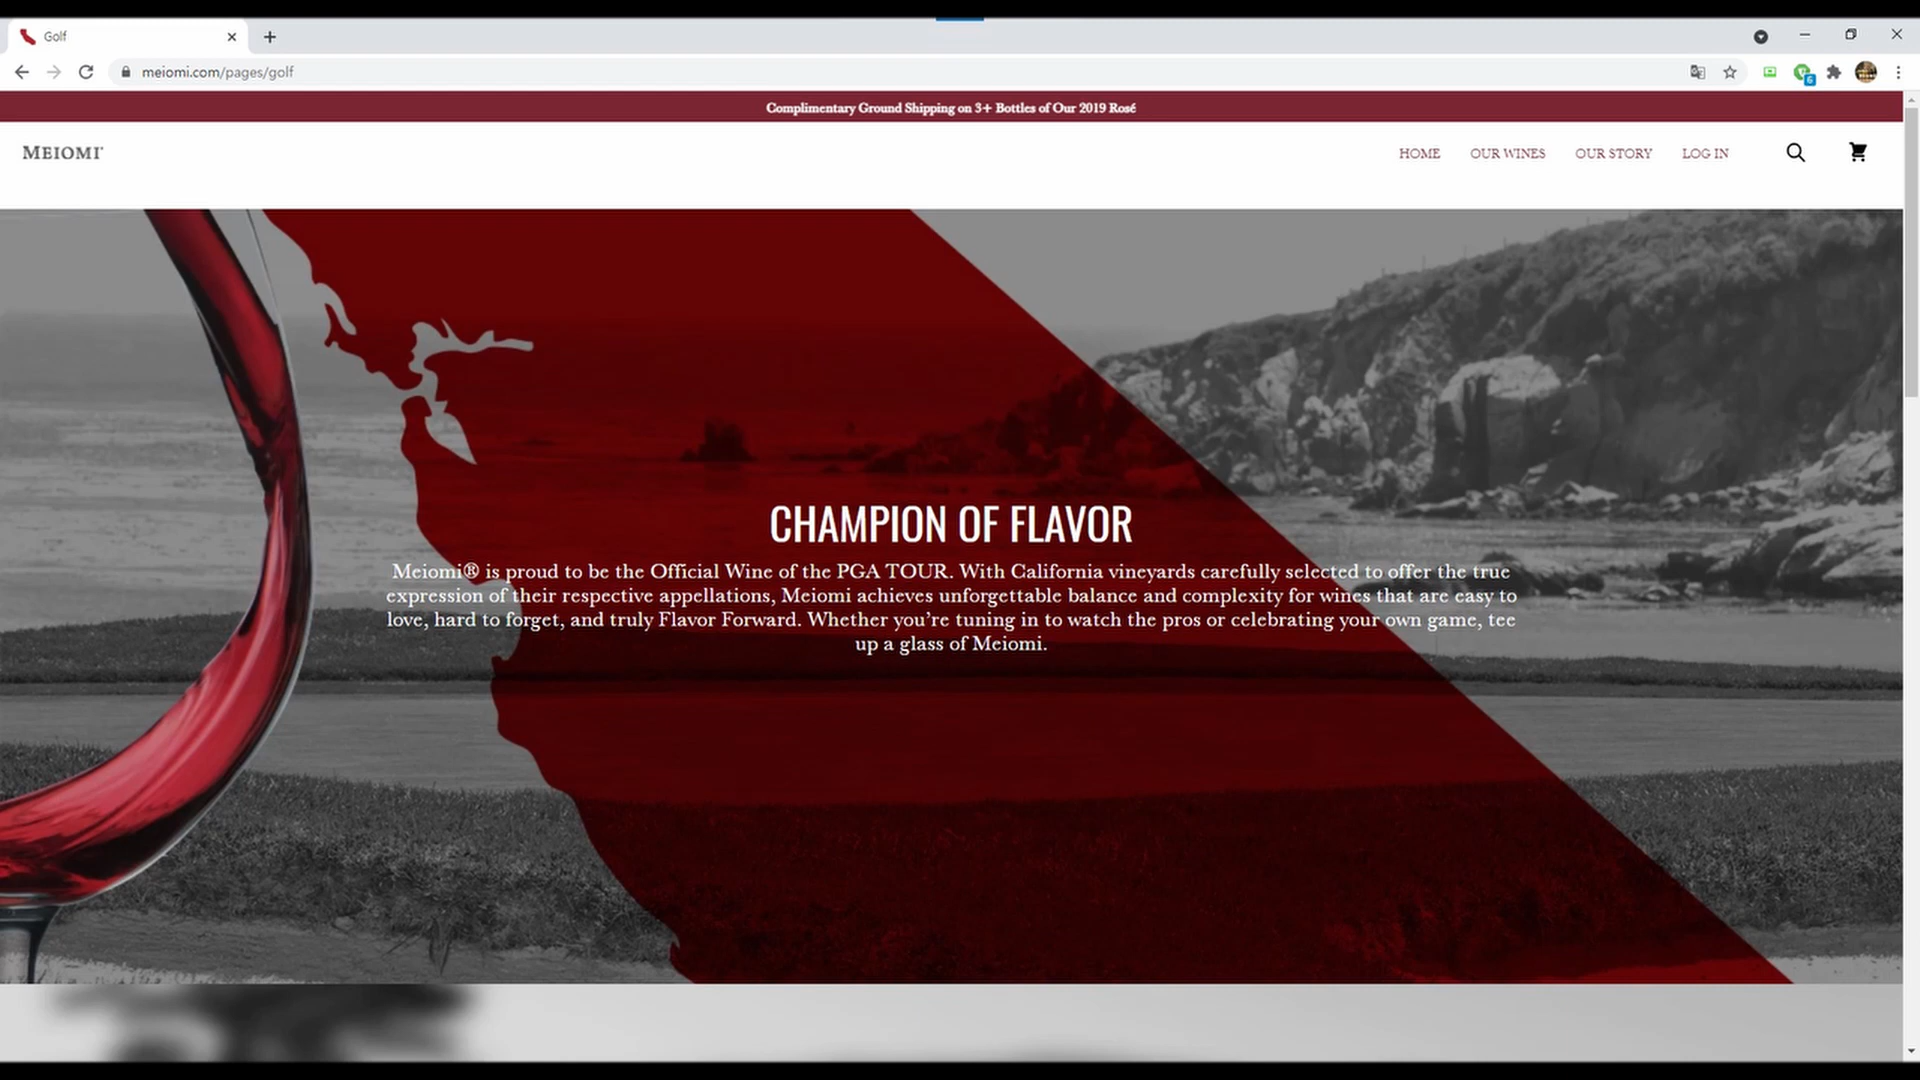 Golf
meiomi.com/pages/golf
6
Complimentary Ground Shipping on 3+ Bottles of Our 2019 Rosé
MEIOMI
HOME OUR WINES OUR STORY LOG IN
CHAMPION OF FLAVOR
Meiomi® is proud to be the Official Wine of the PGA TOUR. With California vineyards carefully selected to offer the true
expression of their respective appellations, Meiomi achieves unforgettable balance and complexity for wines that are easy to
love, hard to forget, and truly Flavor Forward. Whether you’re tuning in to watch the pros or celebrating your own game, tee
up a glass of Meiomi.